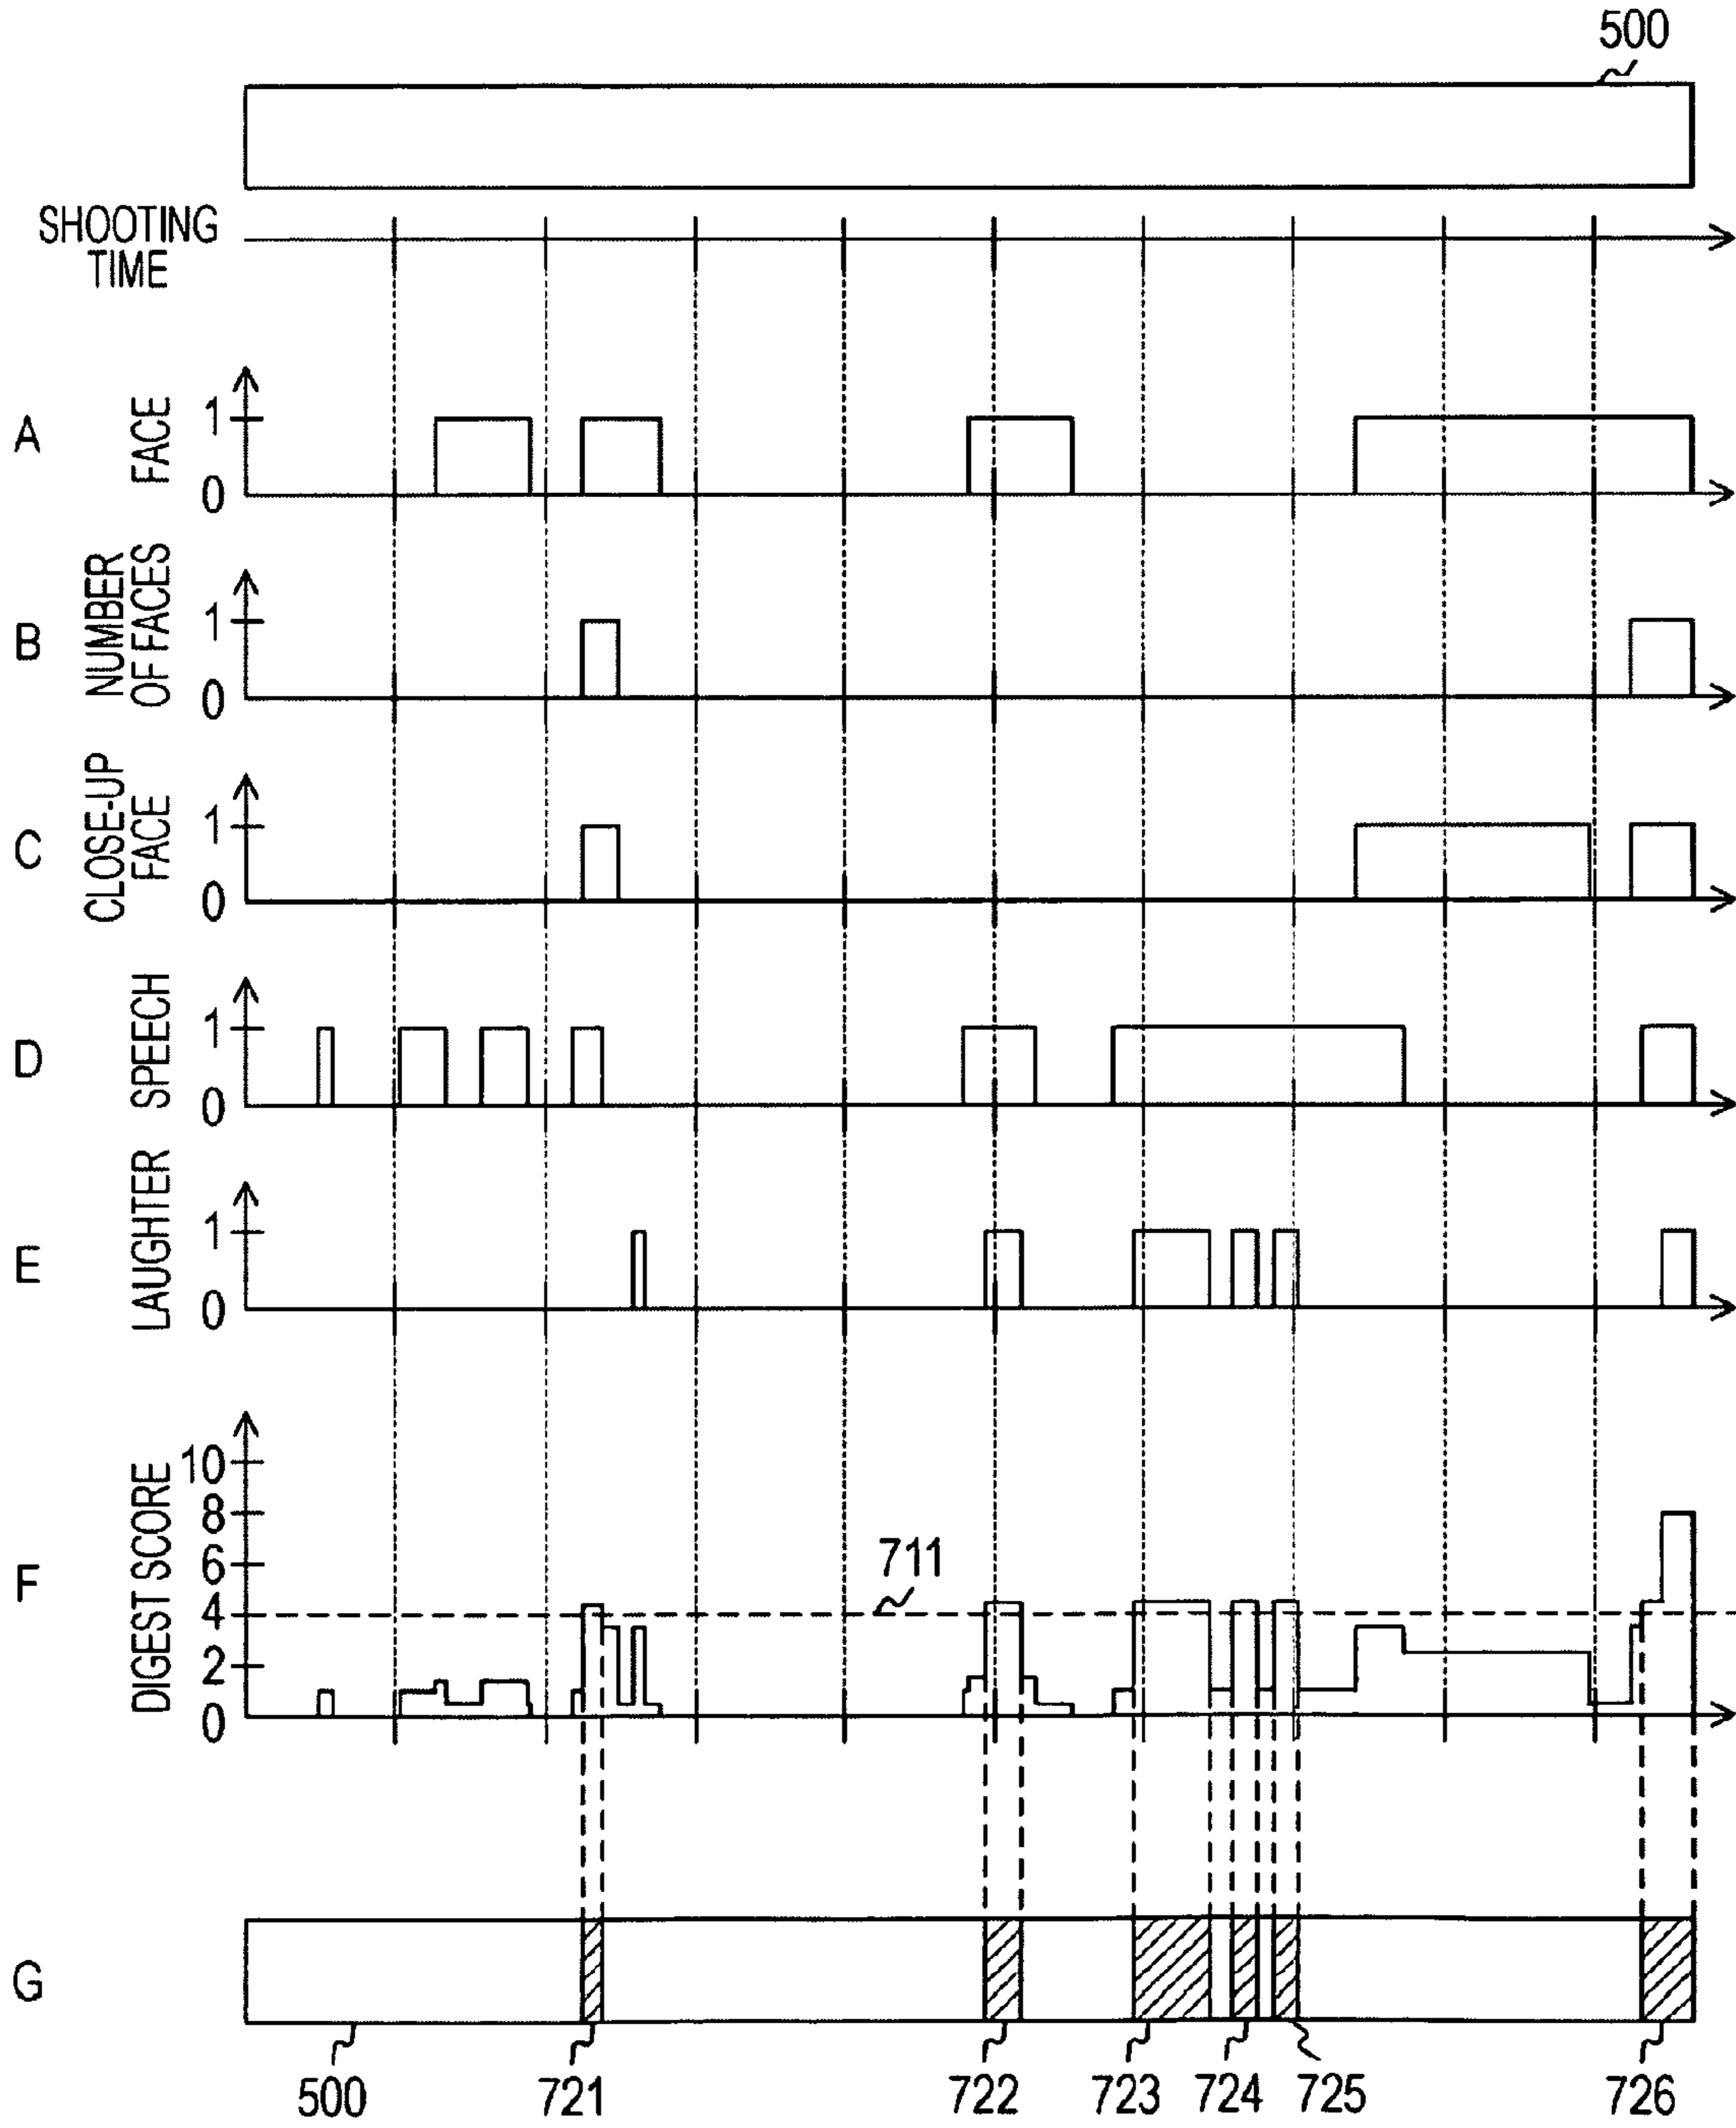 500
SHOOTING
TIME
A
FACE
1
0
B
NUMBER
OF FACES
1
0
C
CLOSE-UP
FACE
1
0
D
SPEECH
1
0
E
LAUGHTER
1
0
F
DIGEST SCORE
10
8
6
4
2
0
711
G
500
721
722
723
724
725
726